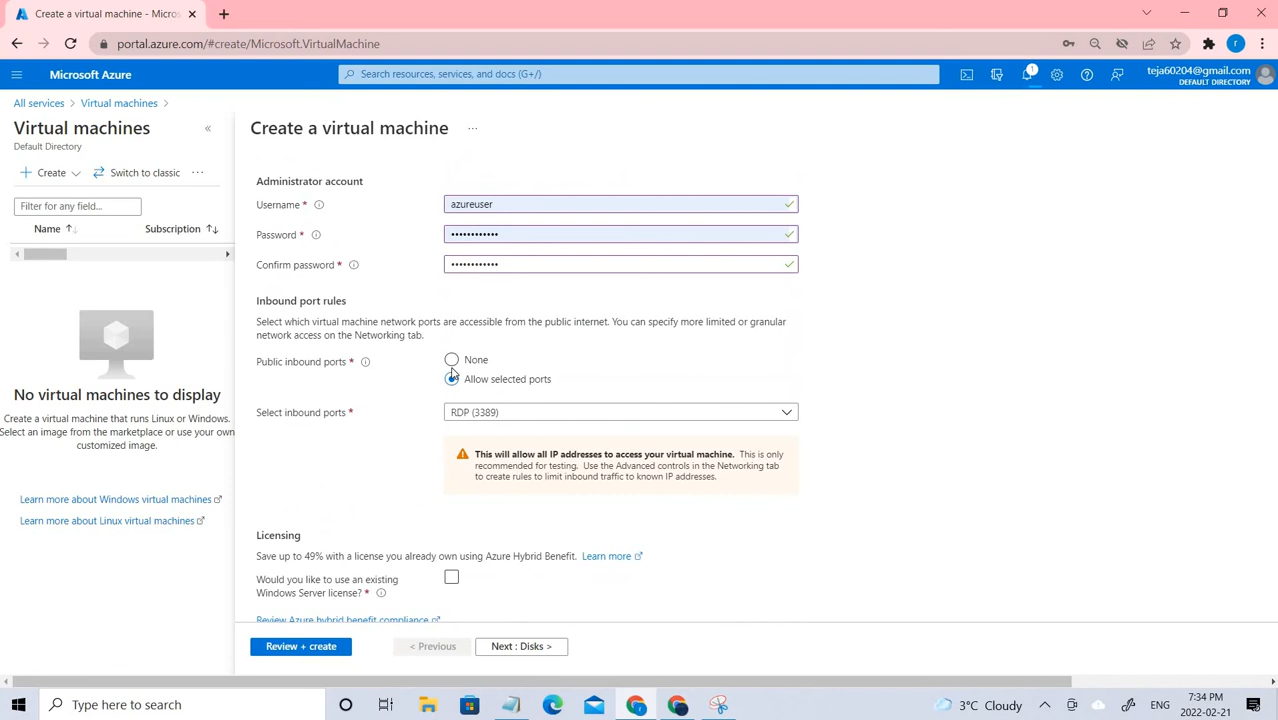 Create a virtual machine - Micros
portal.azure.com/#create/Microsoft.VirtualMachine
Microsoft Azure
Search resources, services, and docs (G+/)
1
teja60204@gmail.com
DEFAULT DIRECTORY
r
All services > Virtual machines >
Virtual machines
Default Directory
Create
Switch to classic
Filter for any field...
Name
Subscription
No virtual machines to display
Create a virtual machine that runs Linux or Windows.
Select an image from the marketplace or use your own
customized image.
Learn more about Windows virtual machines
Learn more about Linux virtual machines
Create a virtual machine
Administrator account
Username *
azureuser
Password *
••••••••••••
Confirm password *
••••••••••••
Inbound port rules
Select which virtual machine network ports are accessible from the public internet. You can specify more limited or granular
network access on the Networking tab.
Public inbound ports *
None
Allow selected ports
Select inbound ports *
RDP (3389)
This will allow all IP addresses to access your virtual machine. This is only
recommended for testing. Use the Advanced controls in the Networking tab
to create rules to limit inbound traffic to known IP addresses.
Licensing
Save up to 49% with a license you already own using Azure Hybrid Benefit. Learn more
Would you like to use an existing
Windows Server license? *
Review Azure hybrid benefit compliance
Review + create
< Previous
Next : Disks >
Type here to search
3°C Cloudy
ENG
7:34 PM
2022-02-21